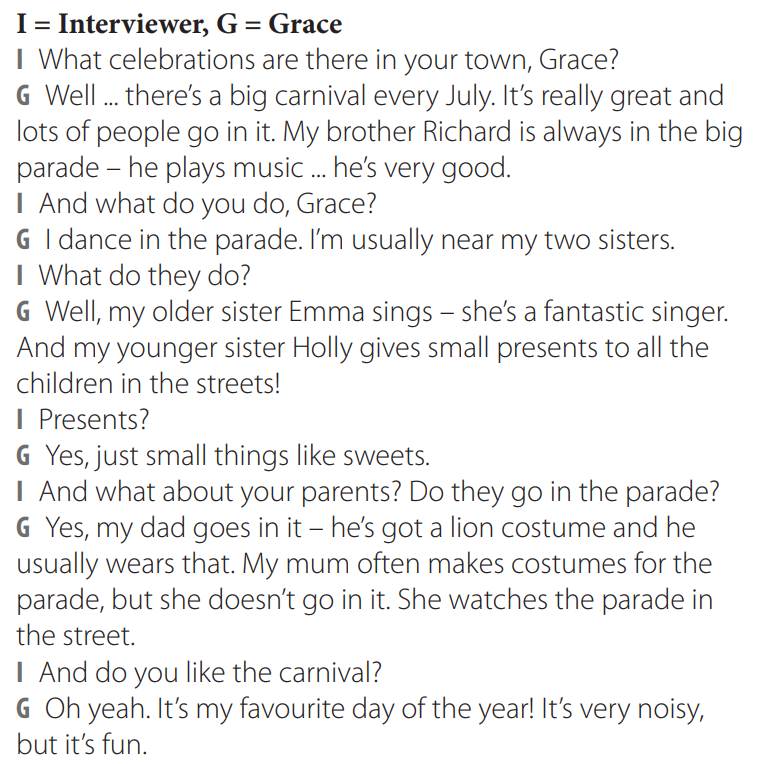 I = Interviewer, G = Grace
I What celebrations are there in your town, Grace?
G Well ... there's a big carnival every July. It's really great and
lots of people go in it. My brother Richard is always in the big
parade – he plays music ... he's very good.
I And what do you do, Grace?
G I dance in the parade. I'm usually near my two sisters.
I What do they do?
G Well, my older sister Emma sings – she's a fantastic singer.
And my younger sister Holly gives small presents to all the
children in the streets!
I Presents?
G Yes, just small things like sweets.
I And what about your parents? Do they go in the parade?
G Yes, my dad goes in it – he's got a lion costume and he
usually wears that. My mum often makes costumes for the
parade, but she doesn't go in it. She watches the parade in
the street.
I And do you like the carnival?
G Oh yeah. It's my favourite day of the year! It's very noisy,
but it's fun.